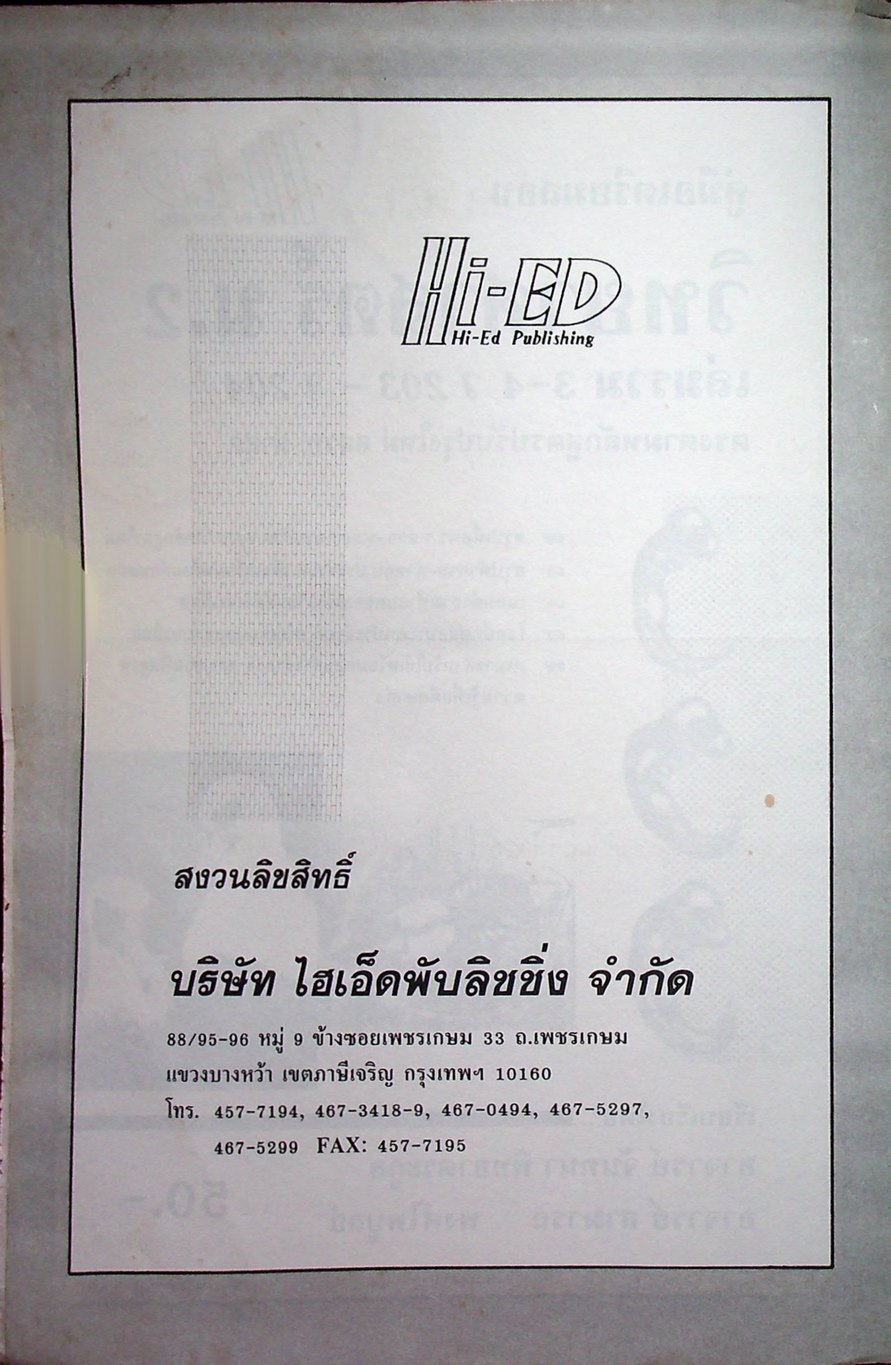 Hi-ED
Hi-Ed Publishing
สงวนลิขสิทธิ์
บริษัท ไฮเอ็ดพับลิชชิ่ง จำกัด
88/95-96 หมู่ 9 ข้างซอยเพชรเกษม 33 ถ.เพชรเกษม
แขวงบางหว้า เขตภาษีเจริญ กรุงเทพฯ 10160
โทร. 457-7194, 467-3418-9, 467-0494, 467-5297,
467-5299 FAX: 457-7195